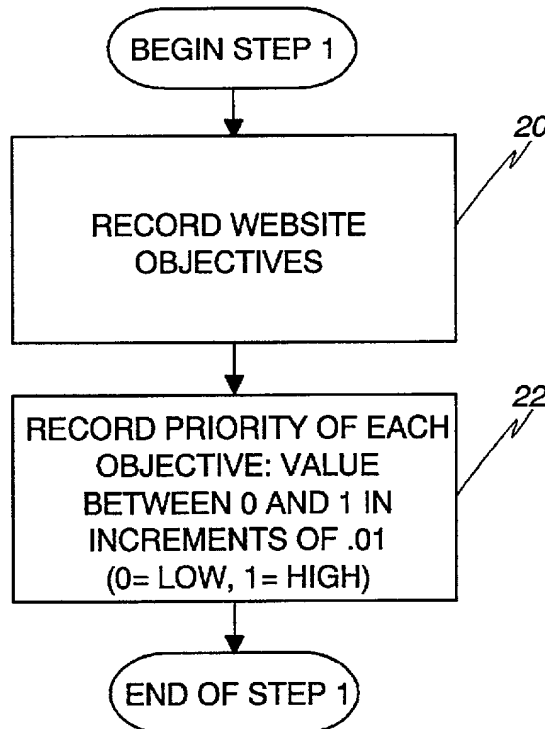 BEGIN STEP 1
20
RECORD WEBSITE
OBJECTIVES
22
RECORD PRIORITY OF EACH
OBJECTIVE: VALUE
BETWEEN 0 AND 1 IN
INCREMENTS OF .01
(0= LOW, 1= HIGH)
END OF STEP 1